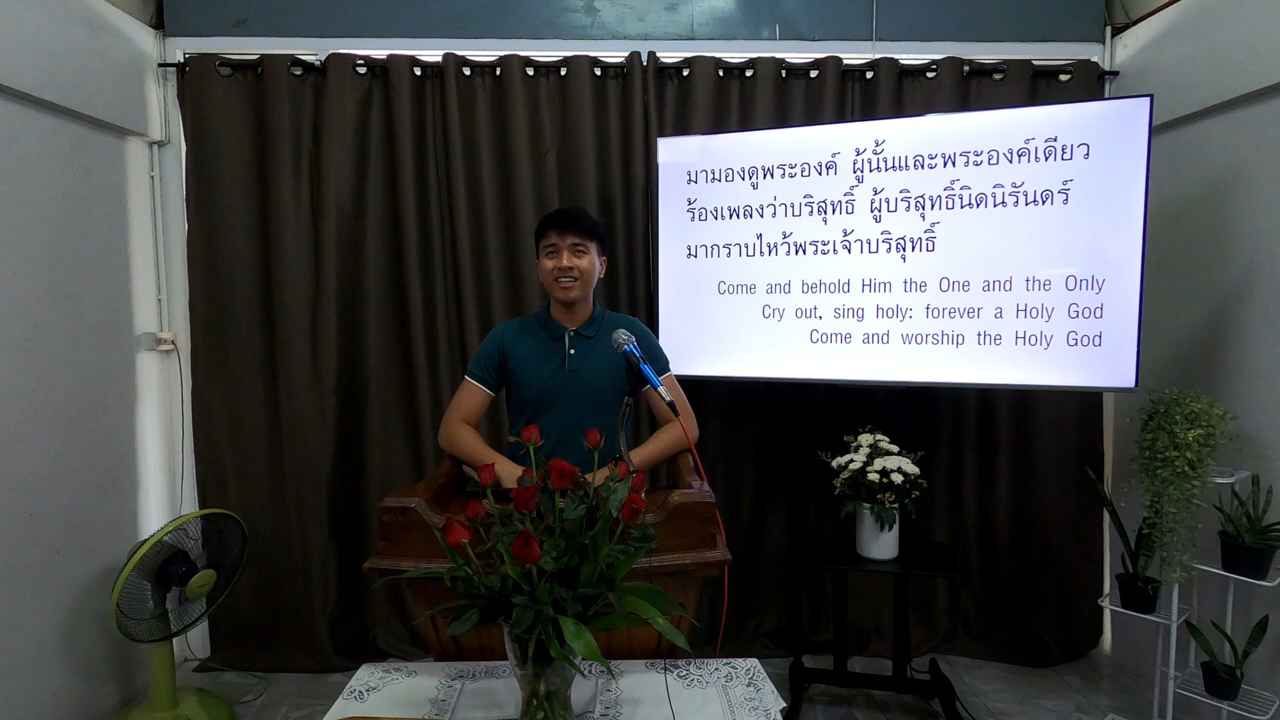 มามองดูพระองค์ ผู้นั้นและพระองค์เดียว
ร้องเพลงว่าบริสุทธิ์ ผู้บริสุทธิ์นิดนิรันดร์
มากราบไหว้พระเจ้าบริสุทธิ์
Come and behold Him the One and the Only
Cry out, sing holy: forever a Holy God
Come and worship the Holy God